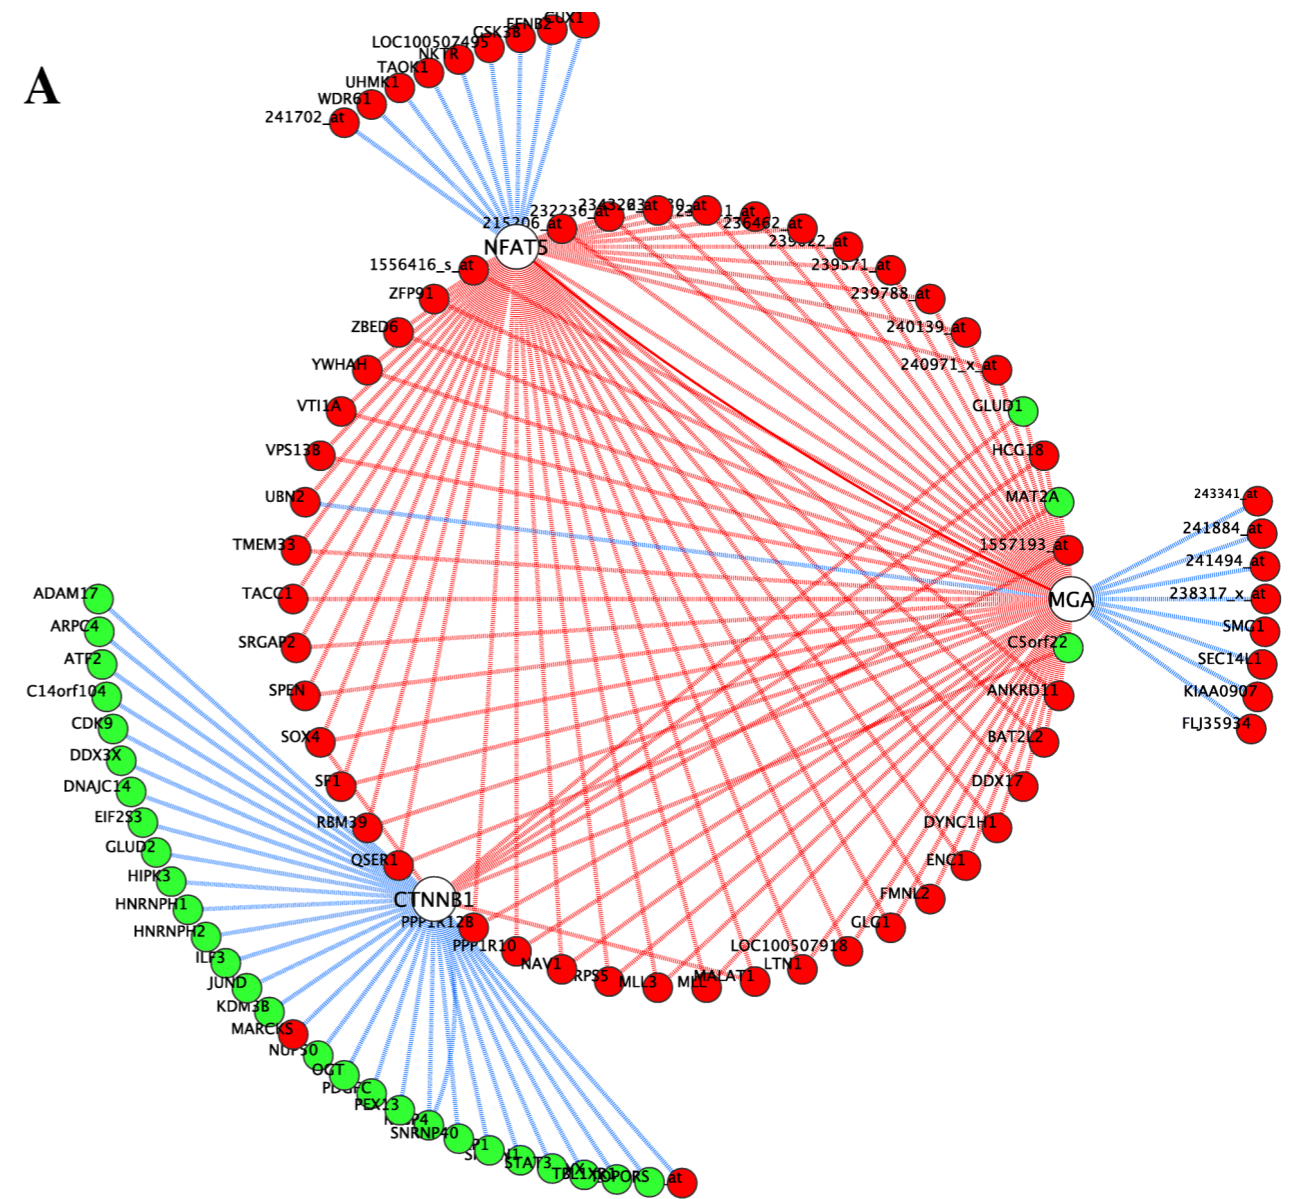 A
CUX1
EFNB2
GSK3B
LOC100507495
NKTR
TAOK1
UHMK1
WDR61
241702_at
232236_at
236462_at
NFAT5
1556416_s_at
239571_at
ZFP91
239788_at
ZBED6
240139_at
YWHAH
240971_x_at
VTI1A
GLUD1
VPS13B
HCG18
UBN2
MAT2A
243341_at
241884_at
TMEM33
1557193_at
241494_at
ADAM17
TACC1
MGA
238317_x_at
ARPC4
SMG1
SRGAP2
C5orf22
ATF2
SEC14L1
C14orf104
SPEN
ANKRD11
KIAA0907
CDK9
FLJ35934
SOX4
BAT2L2
DDX3X
SF1
DDX17
DNAJC14
EIF2S3
RBM39
DYNC1H1
GLUD2
QSER1
ENC1
HIPK3
CTNNB1
FMNL2
HNRNPH1
PPP1R12B
GLG1
HNRNPH2
PPP1R10
LOC100507918
ILF3
NAV1
LTN1
JUND
RPS5
MLL3
MLL
MALAT1
KDM3B
MARCKS
NUP50
OGT
PEX13
SNRNP40
STAT3
TOPORS